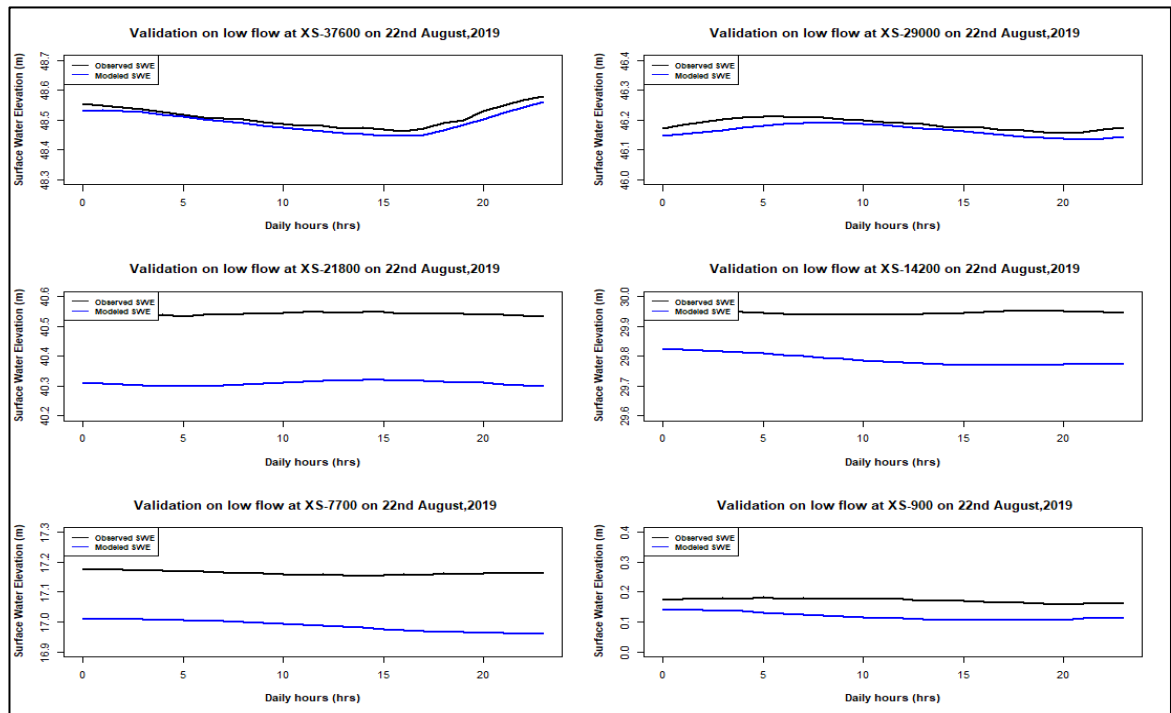 Validation on low flow at XS-37600 on 22nd August,2019
Surface Water Elevation (m)
48.7
48.6
48.5
48.4
48.3
Observed SWE
Modeled SWE
0 5 10 15 20
Daily hours (hrs)
Validation on low flow at XS-29000 on 22nd August,2019
Surface Water Elevation (m)
46.4
46.3
46.2
46.1
46.0
Observed SWE
Modeled SWE
0 5 10 15 20
Daily hours (hrs)
Validation on low flow at XS-21800 on 22nd August,2019
Surface Water Elevation (m)
40.6
40.5
40.4
40.3
40.2
Observed SWE
Modeled SWE
0 5 10 15 20
Daily hours (hrs)
Validation on low flow at XS-14200 on 22nd August,2019
Surface Water Elevation (m)
30.0
29.9
29.8
29.7
29.6
Observed SWE
Modeled SWE
0 5 10 15 20
Daily hours (hrs)
Validation on low flow at XS-7700 on 22nd August,2019
Surface Water Elevation (m)
17.3
17.2
17.1
17.0
16.9
Observed SWE
Modeled SWE
0 5 10 15 20
Daily hours (hrs)
Validation on low flow at XS-900 on 22nd August,2019
Surface Water Elevation (m)
0.4
0.3
0.2
0.1
0.0
Observed SWE
Modeled SWE
0 5 10 15 20
Daily hours (hrs)